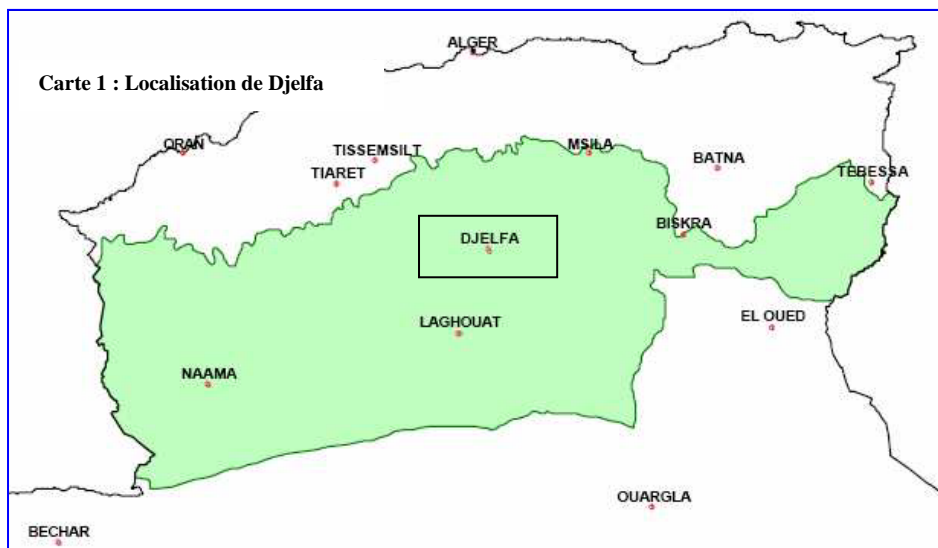 ALGER
Carte 1 : Localisation de Djelfa
ORAN
TISSEMSILT
MSILA
TIARET
BATNA
TEBESSA
DJELFA
BISKRA
LAGHOUAT
EL OUED
NAAMA
OUARGLA
BECHAR